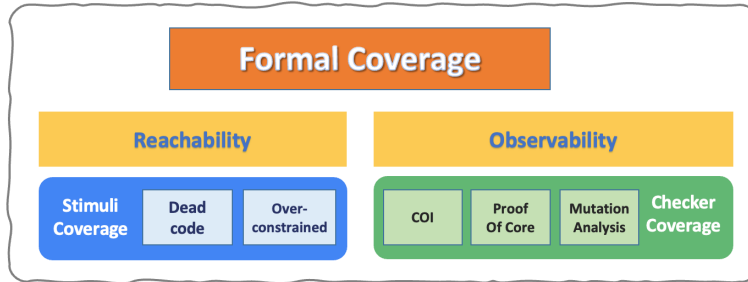 Formal Coverage
Reachability
Observability
Stimuli
Coverage
Dead
code
Over-
constrained
COI
Proof
Of Core
Mutation
Analysis
Checker
Coverage